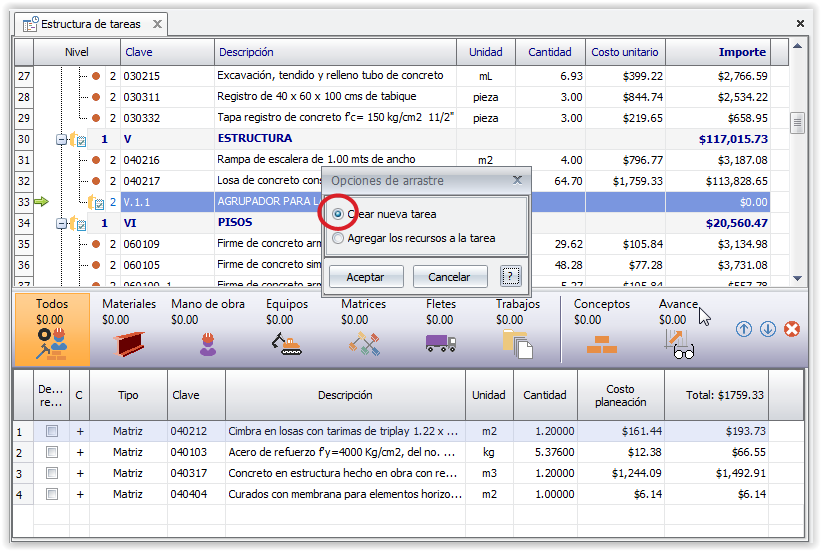 Estructura de tareas
Nivel Clave Descripción Unidad Cantidad Costo unitario Importe
27 2 030215 Excavación, tendido y relleno tubo de concreto mL 6.93 $399.22 $2,766.59
28 2 030311 Registro de 40 x 60 x 100 cms de tabique pieza 3.00 $844.74 $2,534.22
29 2 030332 Tapa registro de concreto f'c= 150 kg/cm2 11/2" pieza 3.00 $219.65 $658.95
30 1 V ESTRUCTURA $117,015.73
31 2 040216 Rampa de escalera de 1.00 mts de ancho m2 4.00 $796.77 $3,187.08
32 2 040217 Losa de concreto cons 64.70 $1,759.33 $113,828.65
33 2 V.1.1 AGRUPADOR PARA L $0.00
34 1 VI PISOS $20,560.47
35 2 060109 Firme de concreto arm 29.62 $105.84 $3,134.98
36 2 060105 Firme de concreto sim 48.28 $77.28 $3,731.08
37 2 060109-1 Firme de concreto arm 5.27 $105.84 $557.78
Opciones de arrastre
Crear nueva tarea
Agregar los recursos a la tarea
Aceptar Cancelar ?
Todos Materiales Mano de obra Equipos Matrices Fletes Trabajos Conceptos Avance
$0.00 $0.00 $0.00 $0.00 $0.00 $0.00 $0.00 $0.00 $0.00
De... re... C Tipo Clave Descripción Unidad Cantidad Costo planeación Total: $1759.33
1 + Matriz 040212 Cimbra en losas con tarimas de triplay 1.22 x ... m2 1.20000 $161.44 $193.73
2 + Matriz 040103 Acero de refuerzo f'y=4000 Kg/cm2, del no. ... kg 5.37600 $12.38 $66.55
3 + Matriz 040317 Concreto en estructura hecho en obra con re... m3 1.20000 $1,244.09 $1,492.91
4 + Matriz 040404 Curados con membrana para elementos horizo... m2 1.00000 $6.14 $6.14